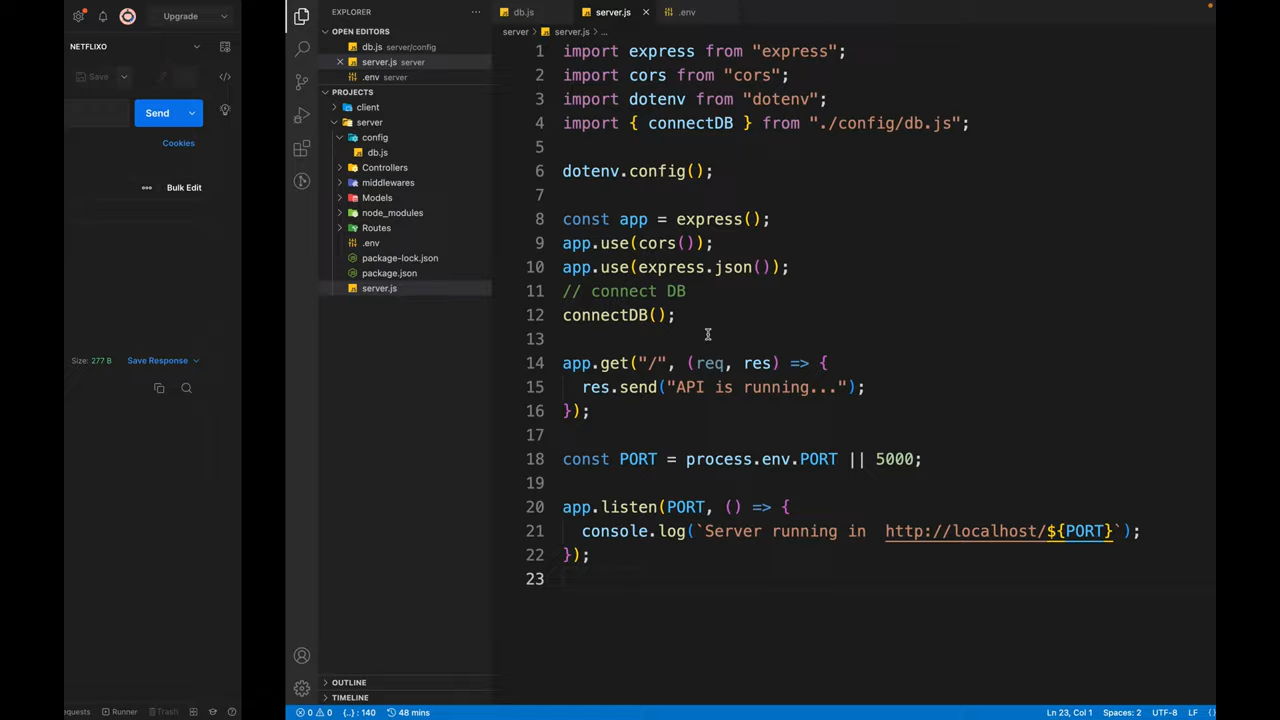 Upgrade
NETFLIXO
Save
Send
Cookies
Bulk Edit
Size: 277 B Save Response
equests Runner Trash
EXPLORER
OPEN EDITORS
db.js server/config
server.js server
.env server
PROJECTS
client
server
config
db.js
Controllers
middlewares
Models
node_modules
Routes
.env
package-lock.json
package.json
server.js
OUTLINE
TIMELINE
db.js server.js .env
server > server.js > ...
1 import express from "express";
2 import cors from "cors";
3 import dotenv from "dotenv";
4 import { connectDB } from "./config/db.js";
5
6 dotenv.config();
7
8 const app = express();
9 app.use(cors());
10 app.use(express.json());
11 // connect DB
12 connectDB();
13
14 app.get("/", (req, res) => {
15 res.send("API is running...");
16 });
17
18 const PORT = process.env.PORT || 5000;
19
20 app.listen(PORT, () => {
21 console.log(`Server running in  http://localhost/${PORT}`);
22 });
23
0 0 {..} : 140 48 mins Ln 23, Col 1 Spaces: 2 UTF-8 LF {}